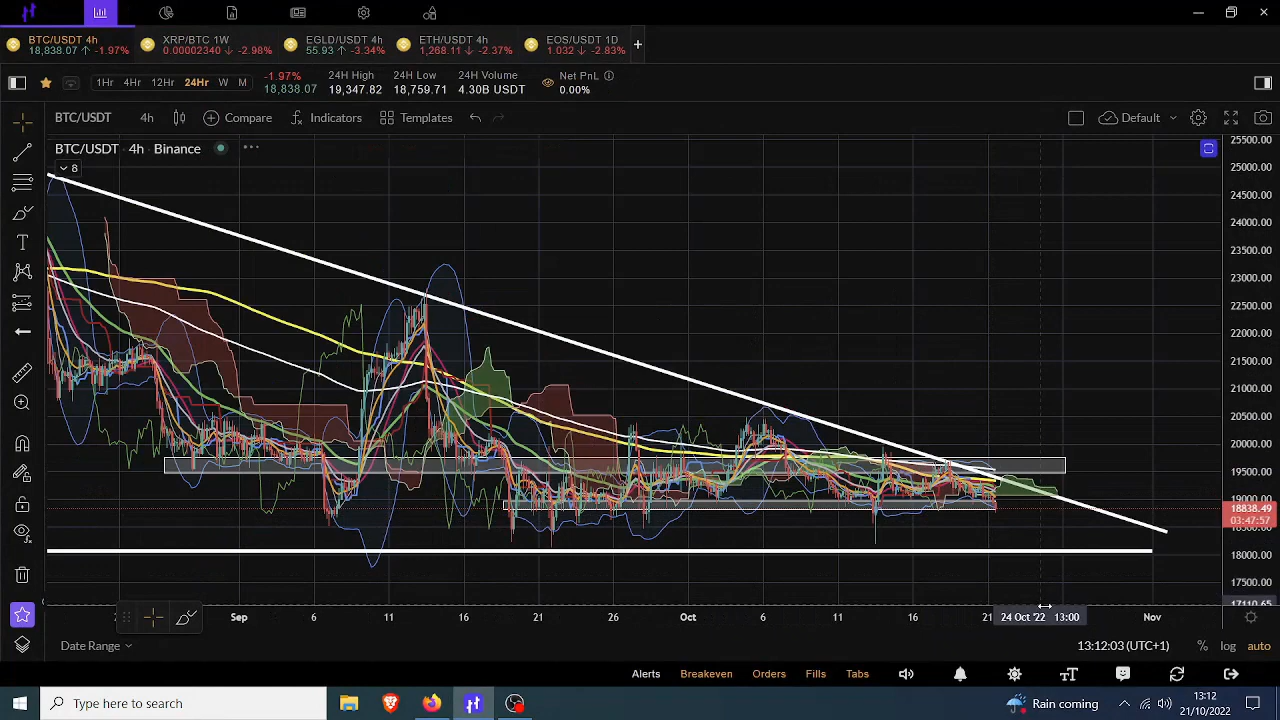 BTC/USDT 4h
18,838.07 ↑ -1.97%
XRP/BTC 1W
0.00002340 ↓ -2.98%
EGLD/USDT 4h
55.93 ↑ -3.34%
ETH/USDT 4h
1,268.11 ↑ -2.37%
EOS/USDT 1D
1.032 ↓ -2.83%
+
1Hr 4Hr 12Hr 24Hr W M
-1.97%
18,838.07
24H High
19,347.82
24H Low
18,759.71
24H Volume
4.30B USDT
Net PnL
0.00%
BTC/USDT 4h Compare Indicators Templates Default
BTC/USDT 4h Binance
8
25500.00
25000.00
24500.00
24000.00
23500.00
23000.00
22500.00
22000.00
21500.00
21000.00
20500.00
20000.00
19500.00
19000.00
18838.49
03:47:57
18500.00
18000.00
17500.00
17110.65
Sep 6 11 16 21 26 Oct 6 11 16 21 24 Oct '22 13:00 Nov
Date Range 13:12:03 (UTC+1) % log auto
Alerts Breakeven Orders Fills Tabs
Type here to search
Rain coming
13:12
21/10/2022